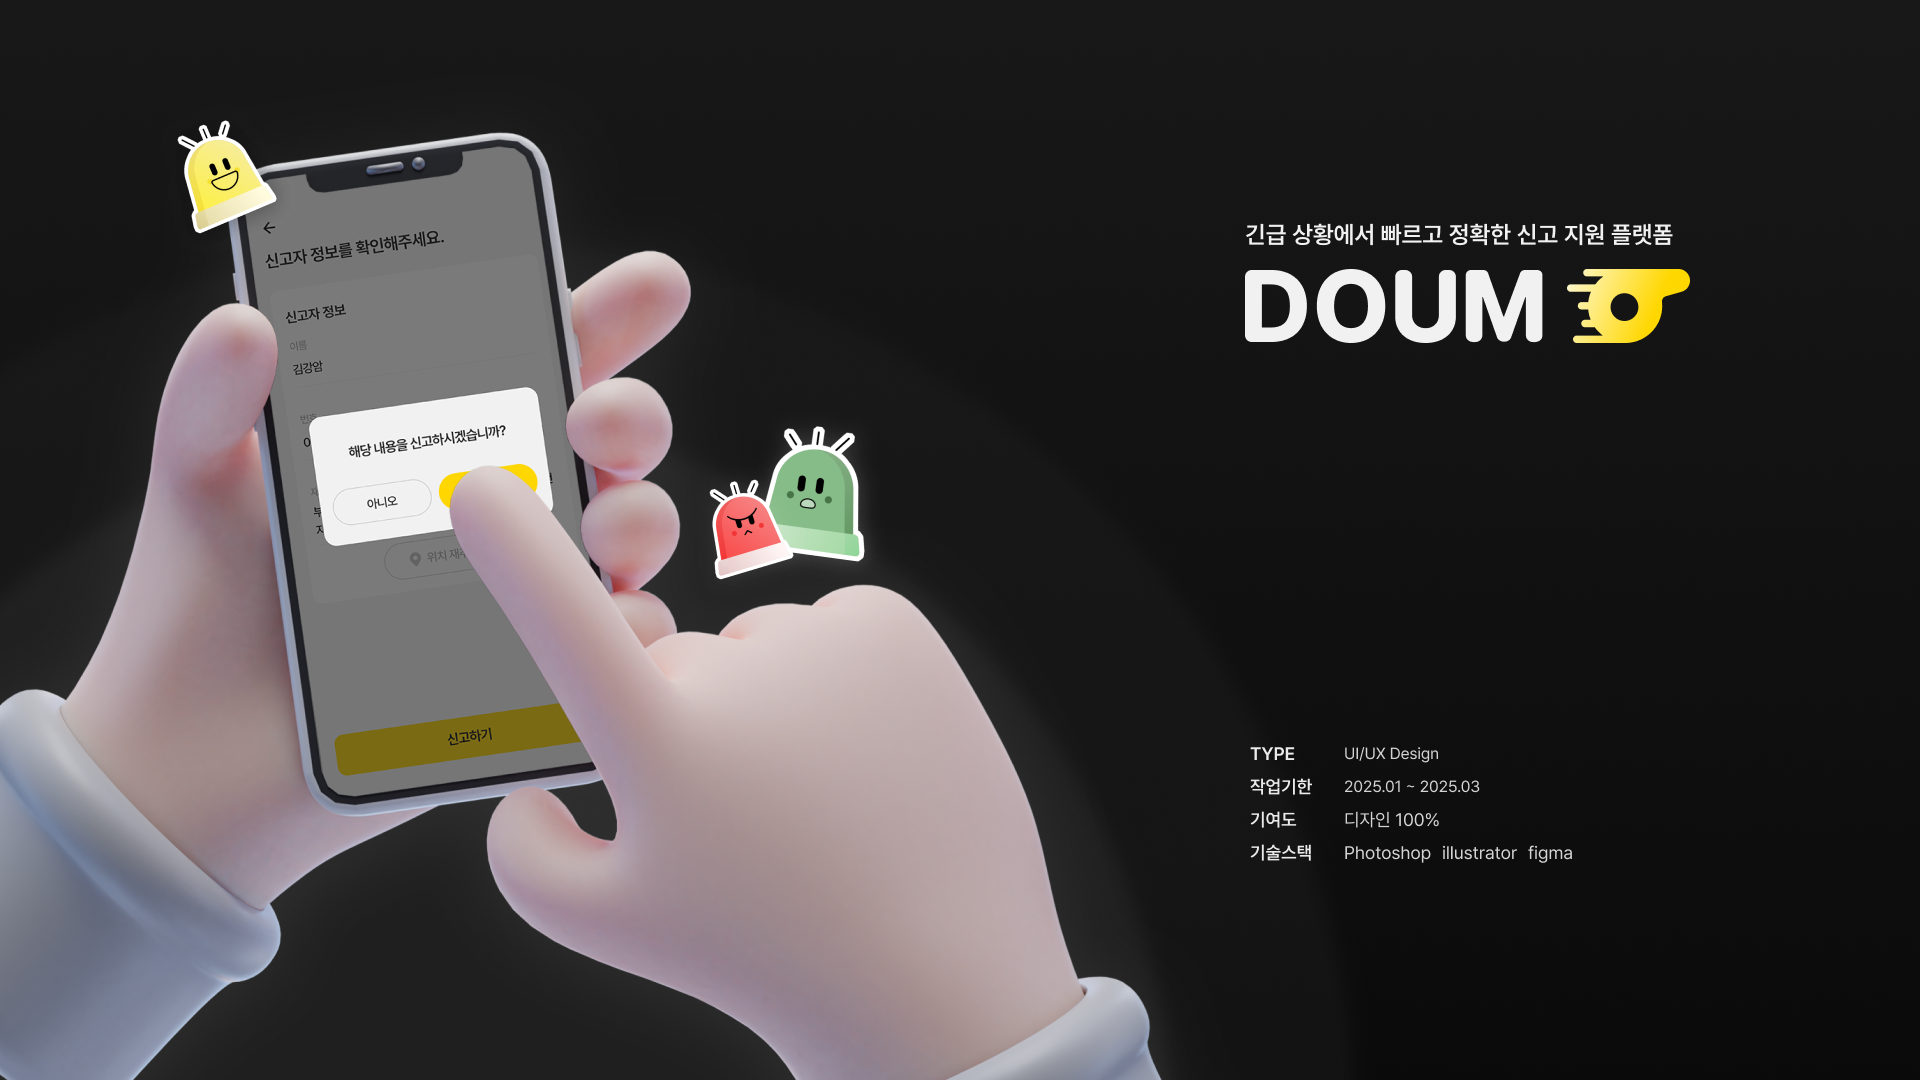 신고자 정보를 확인해주세요.
신고자 정보
이름
김강암
해당 내용을 신고하시겠습니까?
아니오
위치
신고하기
긴급 상황에서 빠르고 정확한 신고 지원 플랫폼
DOUM
TYPE UI/UX Design
작업기한 2025.01 ~ 2025.03
기여도 디자인 100%
기술스택 Photoshop illustrator figma